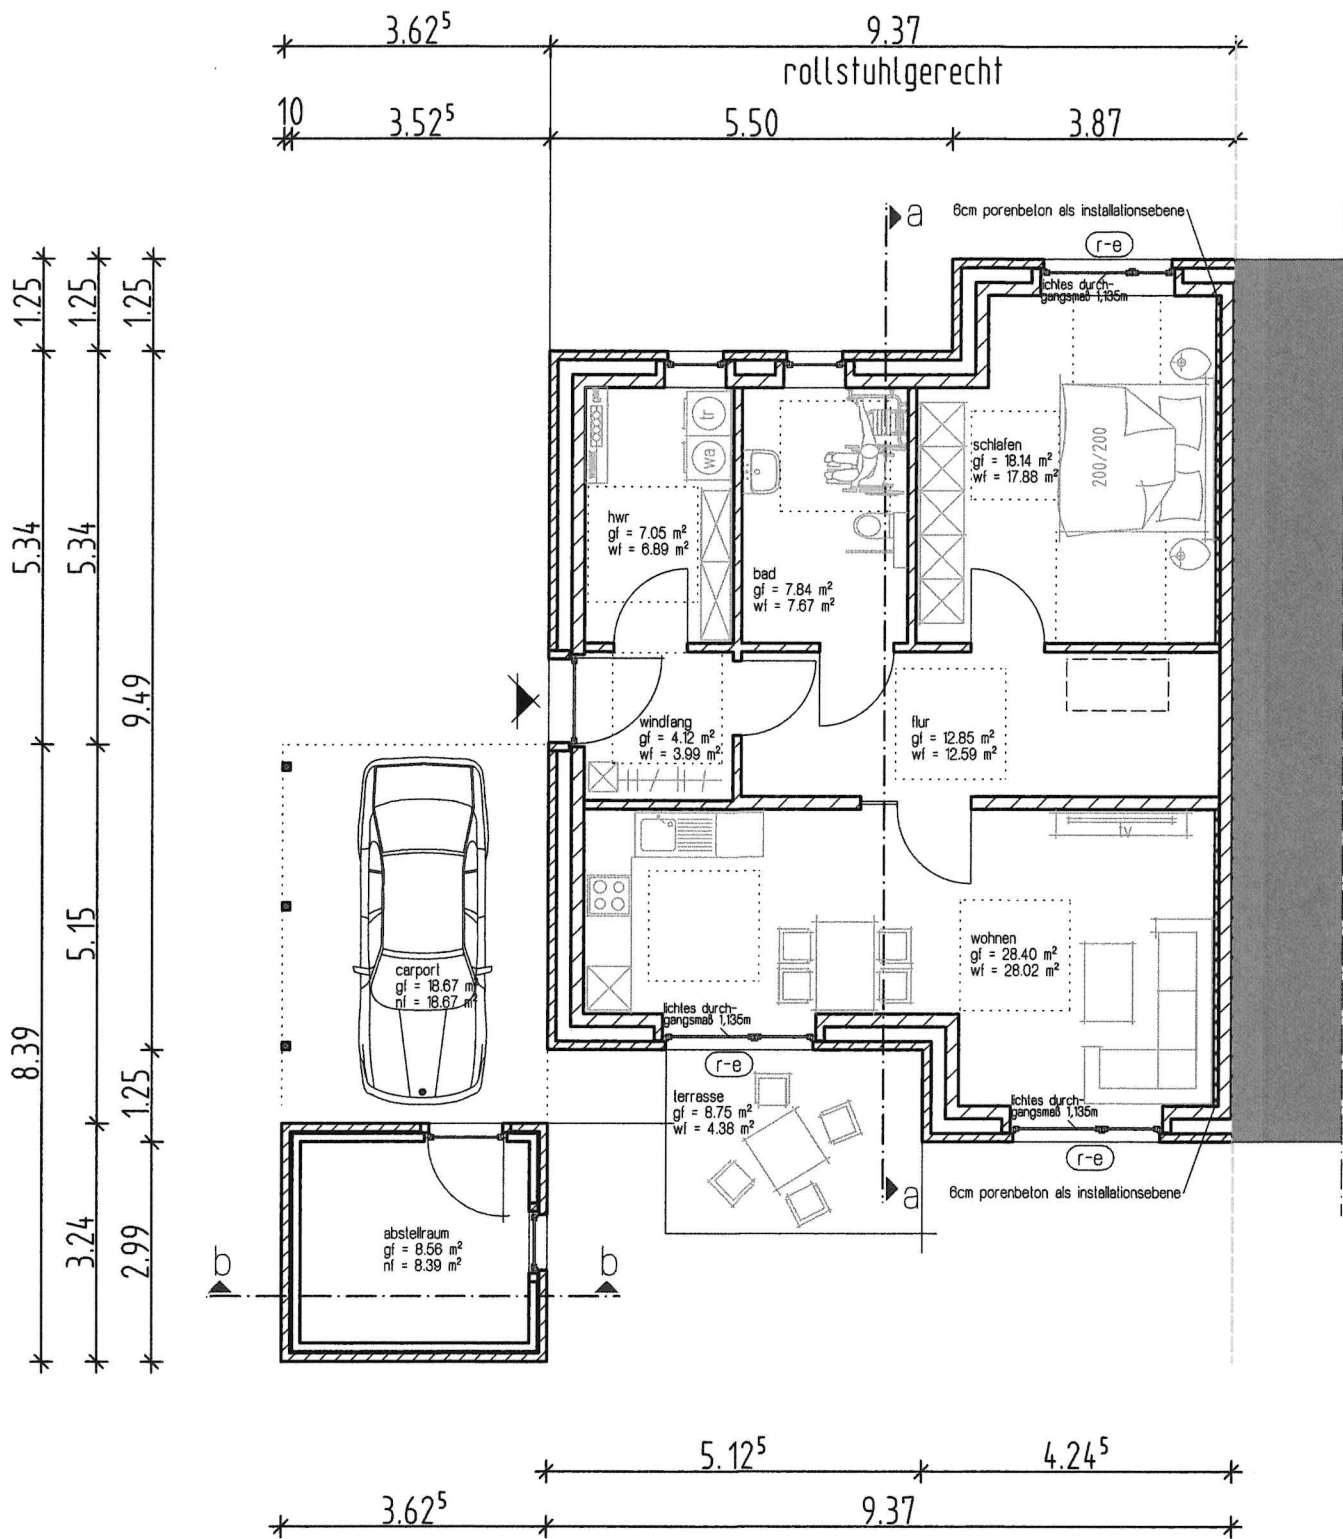 3.62⁵
9.37
rollstuhlgerecht
10
3.52⁵
5.50
3.87
a
6cm porenbeton als installationsebene
r-e
lichtes durch-
gangsmaß 1,135m
1.25
1.25
1.25
5.34
5.34
9.49
8.39
5.15
1.25
3.24
2.99
tr
wa
hwr
gf = 7.05 m²
wf = 6.89 m²
bad
gf = 7.84 m²
wf = 7.67 m²
schlafen
gf = 18.14 m²
wf = 17.88 m²
200/200
windfang
gf = 4.12 m²
wf = 3.99 m²
flur
gf = 12.85 m²
wf = 12.59 m²
tv
wohnen
gf = 28.40 m²
wf = 28.02 m²
carport
gf = 18.67 m²
nf = 18.67 m²
lichtes durch-
gangsmaß 1,135m
r-e
terrasse
gf = 8.75 m²
wf = 4.38 m²
lichtes durch-
gangsmaß 1,135m
r-e
a
6cm porenbeton als installationsebene
abstellraum
gf = 8.56 m²
nf = 8.39 m²
b
b
5.12⁵
4.24⁵
3.62⁵
9.37